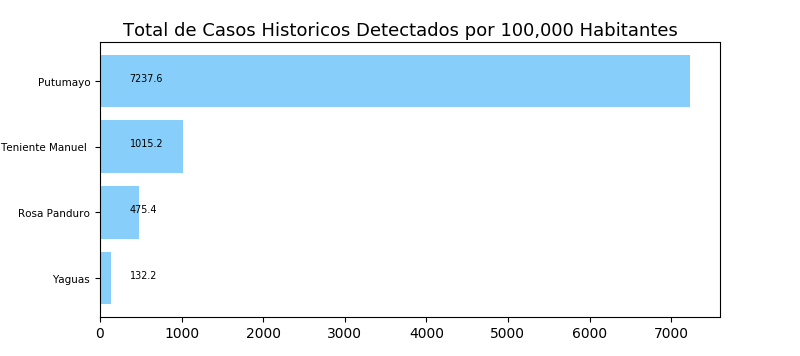 Total de Casos Historicos Detectados por 100,000 Habitantes
Putumayo 7237.6
Teniente Manuel 1015.2
Rosa Panduro 475.4
Yaguas 132.2
0 1000 2000 3000 4000 5000 6000 7000